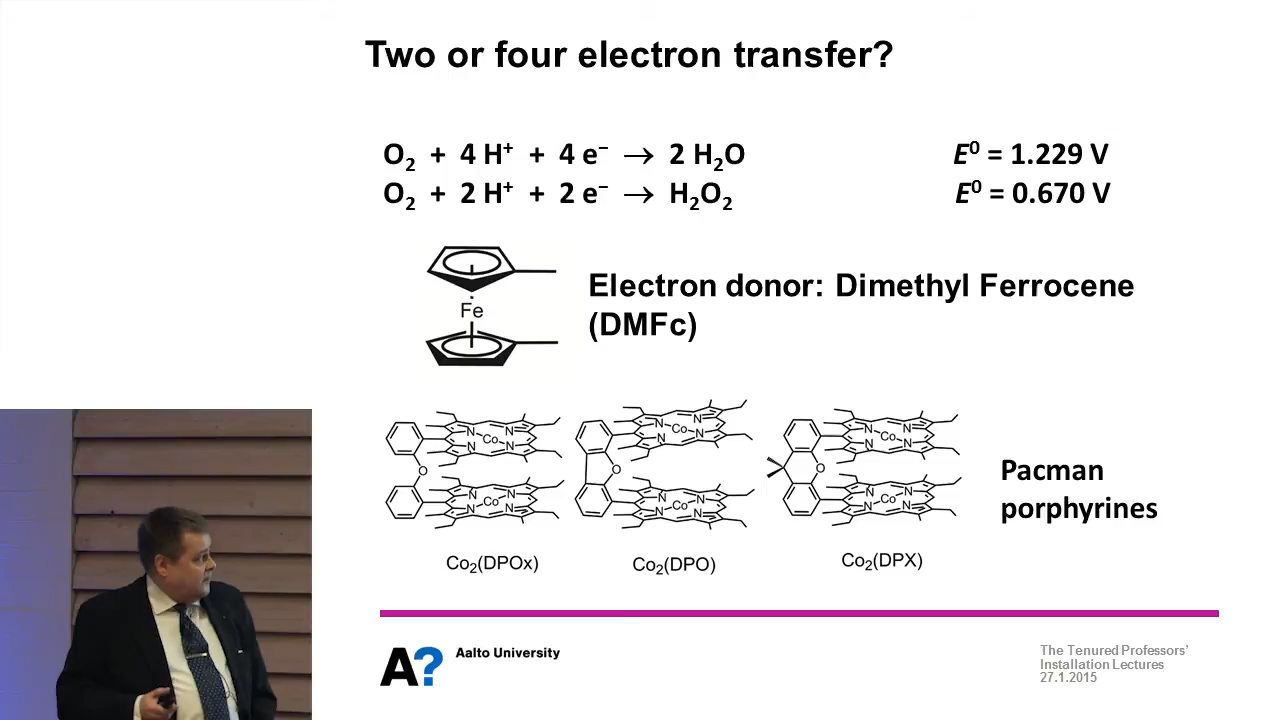 Two or four electron transfer?
O₂ + 4 H⁺ + 4 e⁻ → 2 H₂O E⁰ = 1.229 V
O₂ + 2 H⁺ + 2 e⁻ → H₂O₂ E⁰ = 0.670 V
Fe
Electron donor: Dimethyl Ferrocene
(DMFc)
N N Co N N
N N Co N N
O
N N Co N N
N N Co N N
O
N N Co N N
N N Co N N
O
Pacman
porphyrines
Co₂(DPOx)
Co₂(DPO)
Co₂(DPX)
A?
Aalto University
The Tenured Professors'
Installation Lectures
27.1.2015